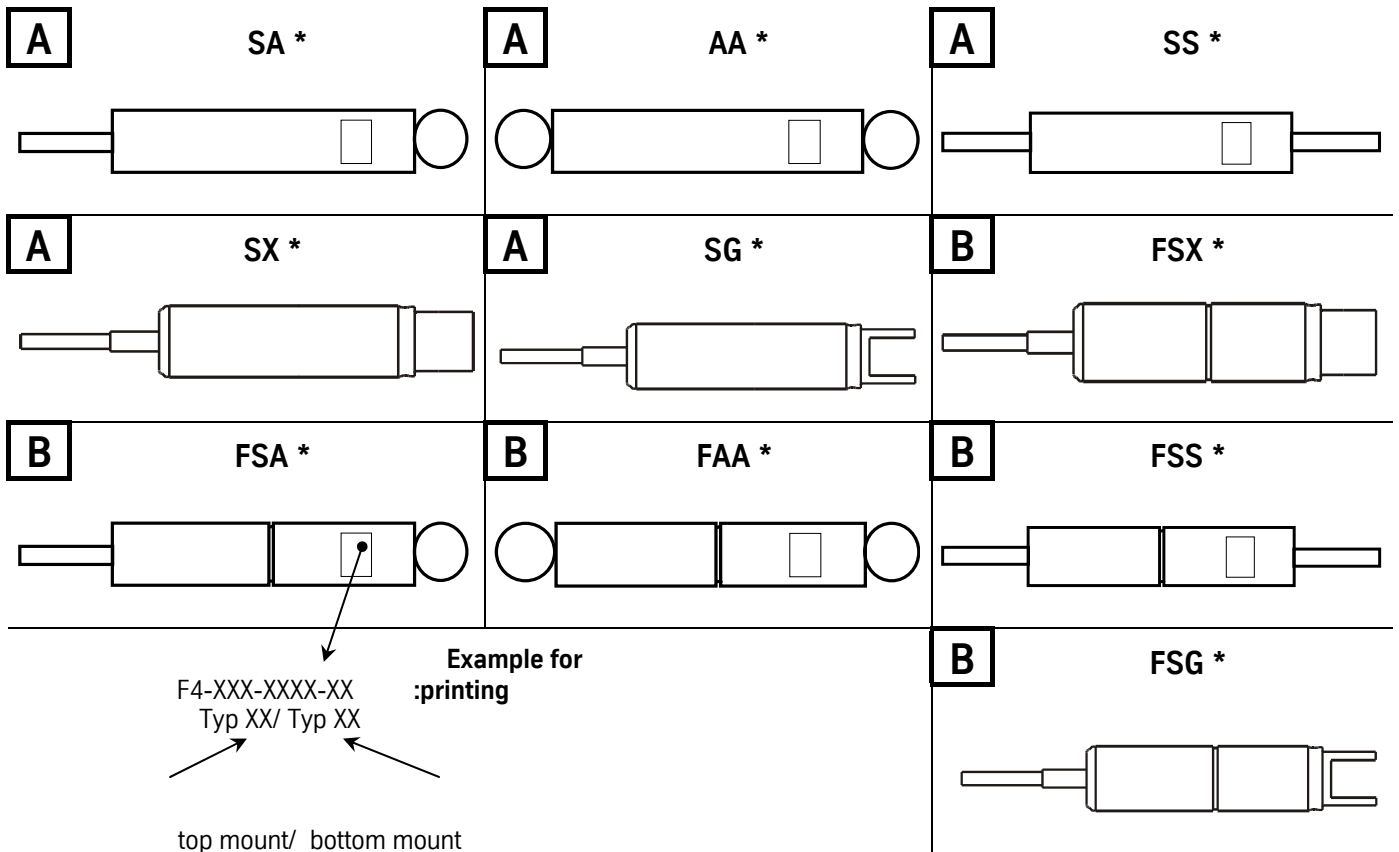 A
SA *
A
AA *
A
SS *
A
SX *
A
SG *
B
FSX *
B
FSA *
B
FAA *
B
FSS *
Example for
:printing
F4-XXX-XXXX-XX
Typ XX/ Typ XX
top mount/ bottom mount
B
FSG *